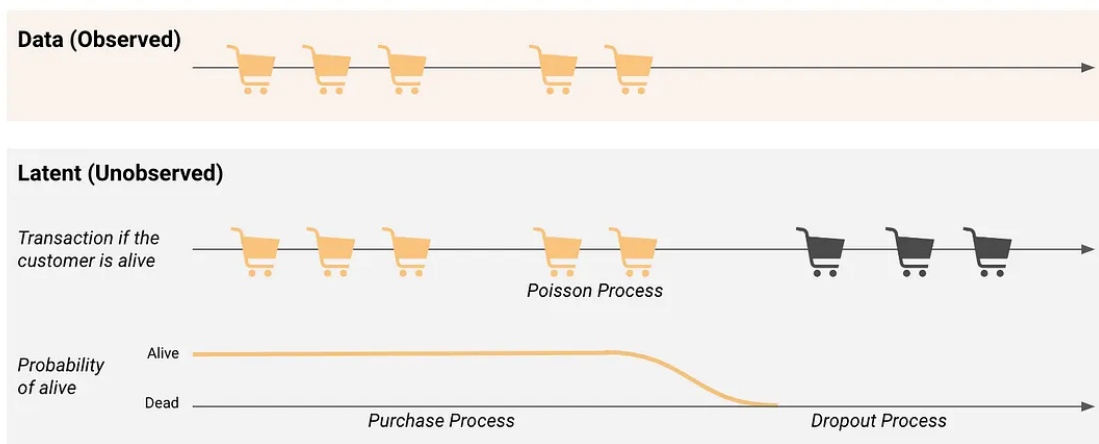 Data (Observed)
Latent (Unobserved)
Transaction if the
customer is alive
Poisson Process
Probability
of alive
Alive
Dead
Purchase Process
Dropout Process